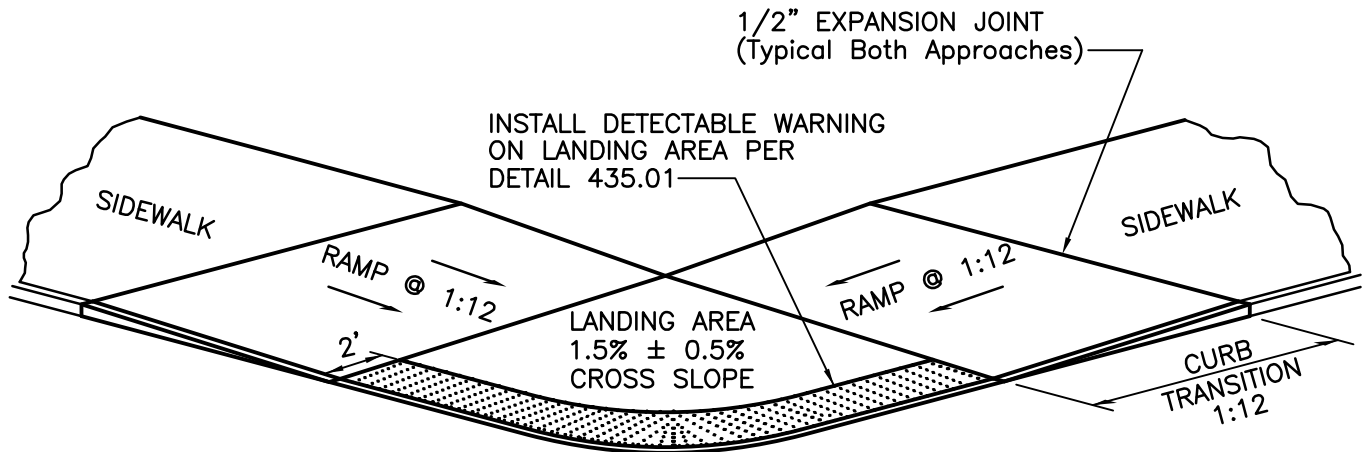 1/2” EXPANSION JOINT
(Typical Both Approaches)
INSTALL DETECTABLE WARNING
ON LANDING AREA PER
DETAIL 435.01
SIDEWALK
SIDEWALK
RAMP @ 1:12
RAMP @ 1:12
LANDING AREA
1.5% ± 0.5%
CROSS SLOPE
2'
CURB
TRANSITION
1:12